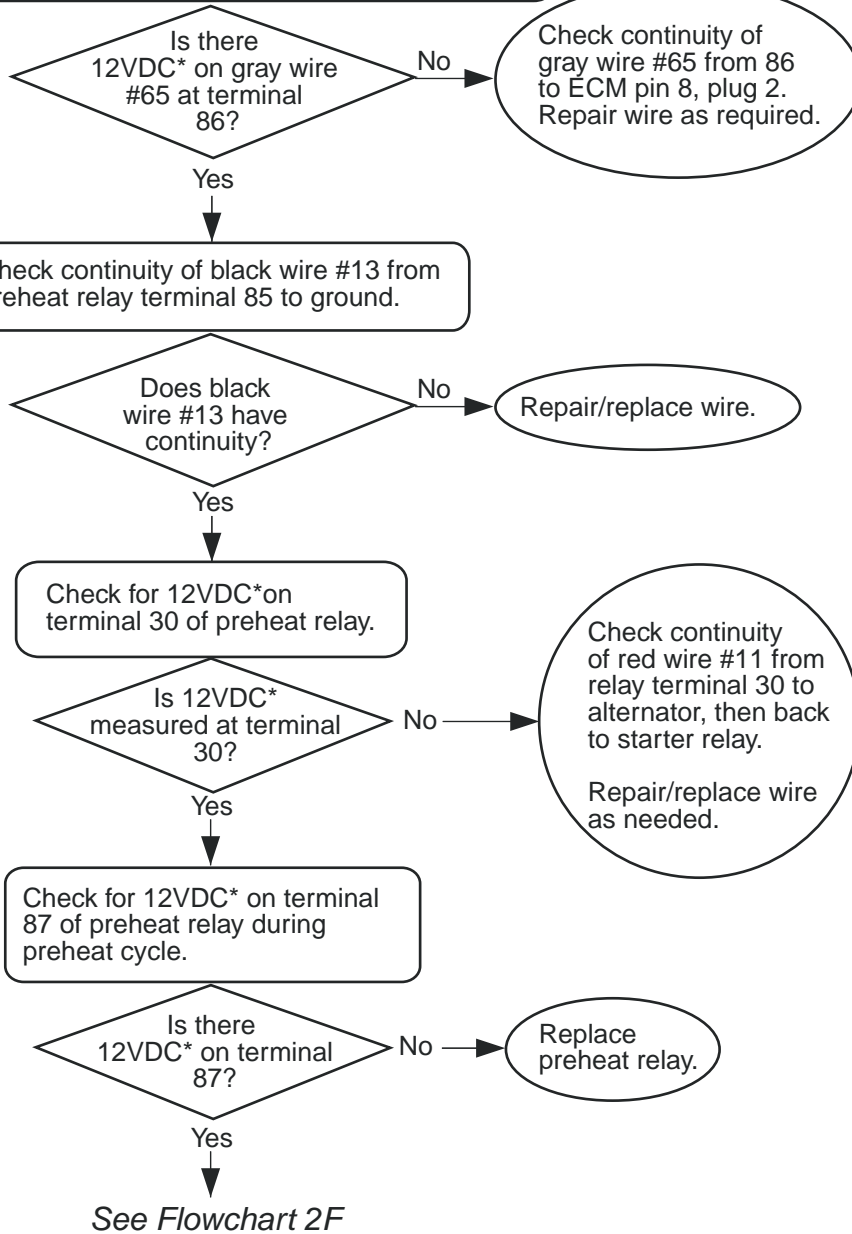 Is there
12VDC* on gray wire
#65 at terminal
86?
No
Check continuity of
gray wire #65 from 86
to ECM pin 8, plug 2.
Repair wire as required.
Yes
heck continuity of black wire #13 from
reheat relay terminal 85 to ground.
Does black
wire #13 have
continuity?
No
Repair/replace wire.
Yes
Check for 12VDC*on
terminal 30 of preheat relay.
Is 12VDC*
measured at terminal
30?
No
Check continuity
of red wire #11 from
relay terminal 30 to
alternator, then back
to starter relay.
Repair/replace wire
as needed.
Yes
Check for 12VDC* on terminal
87 of preheat relay during
preheat cycle.
Is there
12VDC* on terminal
87?
No
Replace
preheat relay.
Yes
See Flowchart 2F